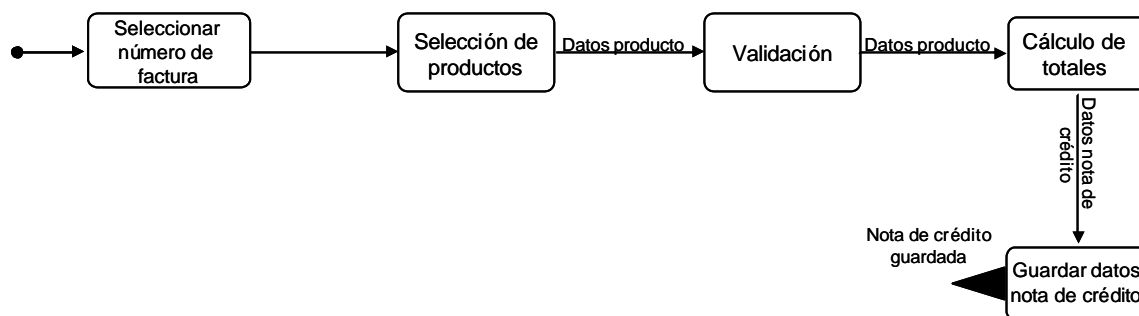 Seleccionar
número de
factura
Selección de
productos
Datos producto
Validación
Datos producto
Cálculo de
totales
Datos nota de
crédito
Nota de crédito
guardada
Guardar datos
nota de crédito